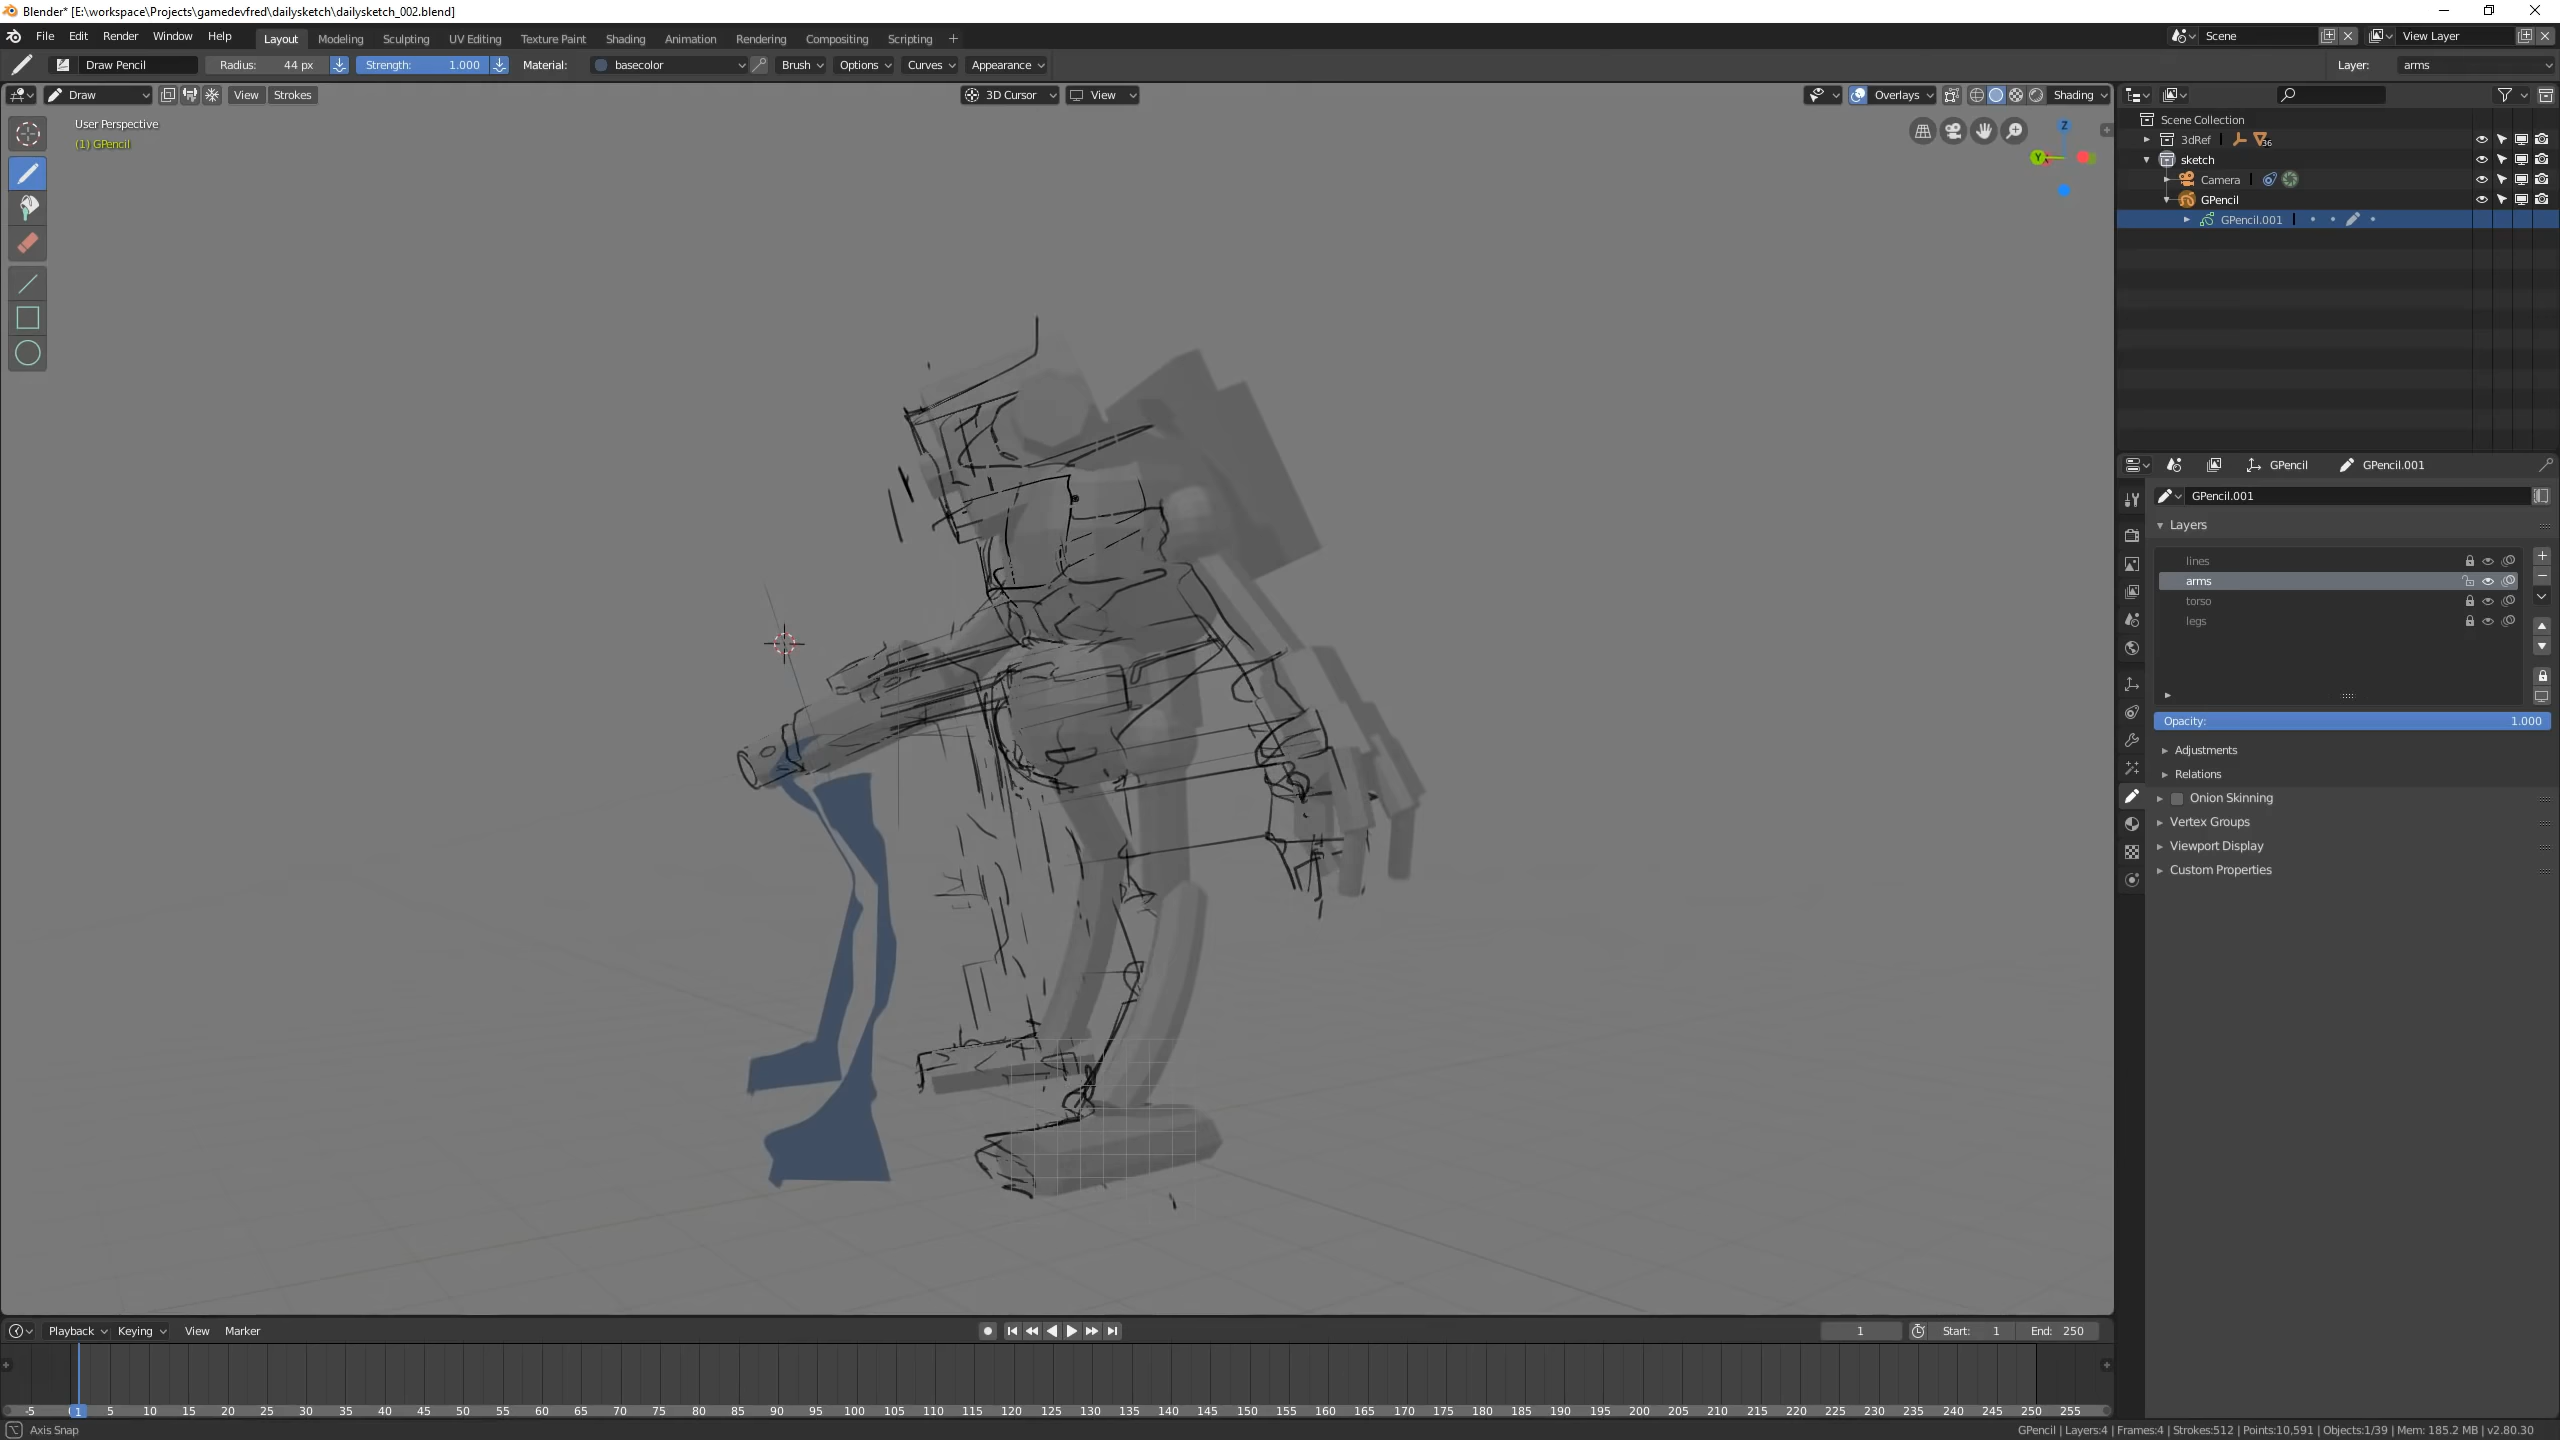 Blender* [E:\workspace\Projects\gamedevfred\dailysketch\dailysketch_002.blend]
File Edit Render Window Help Layout Modeling Sculpting UV Editing Texture Paint Shading Animation Rendering Compositing Scripting Scene View Layer
Draw Pencil Radius: 44 px Strength: 1.000 Material: basecolor Brush Options Curves Appearance Layer: arms
Draw View Strokes 3D Cursor View Overlays Shading
User Perspective
(1) GPencil
Z
Y
Scene Collection
3dRef 36
sketch
Camera
GPencil
GPencil.001
GPencil GPencil.001
GPencil.001
Layers
lines
arms
torso
legs
Opacity: 1.000
Adjustments
Relations
Onion Skinning
Vertex Groups
Viewport Display
Custom Properties
Playback Keying View Marker 1 Start: 1 End: 250
-5 1 5 10 15 20 25 30 35 40 45 50 55 60 65 70 75 80 85 90 95 100 105 110 115 120 125 130 135 140 145 150 155 160 165 170 175 180 185 190 195 200 205 210 215 220 225 230 235 240 245 250 255
Axis Snap GPencil | Layers:4 | Frames:4 | Strokes:512 | Points:10,591 | Objects:1/39 | Mem: 185.2 MB | v2.80.30